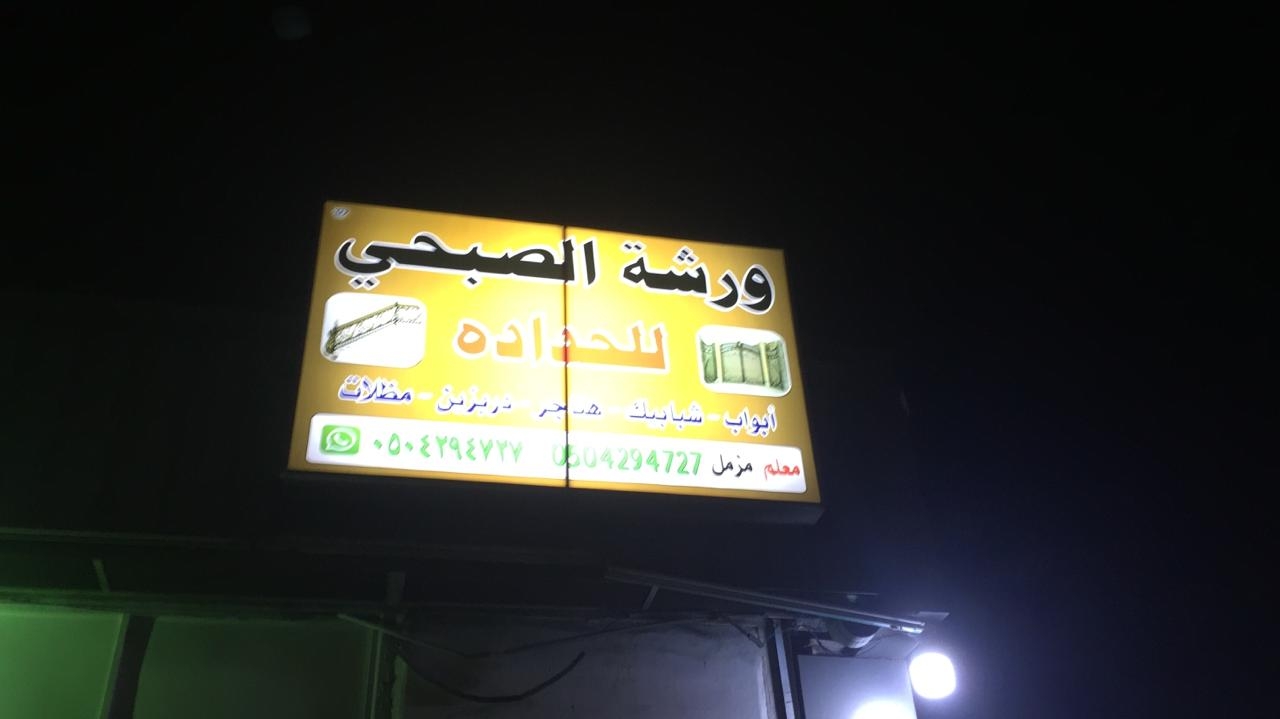 ورشة الصبحي
للحداده
أبواب - شبابيك - هناجر - دربزين - مظلات
معلم مزمل 0504294727 ٠٥٠٤٢٩٤٧٢٧